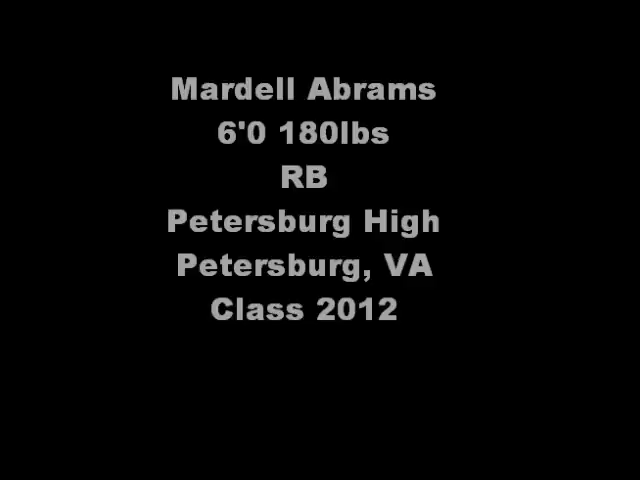 Mardell Abrams
6'0 180lbs
RB
Petersburg High
Petersburg, VA
Class 2012